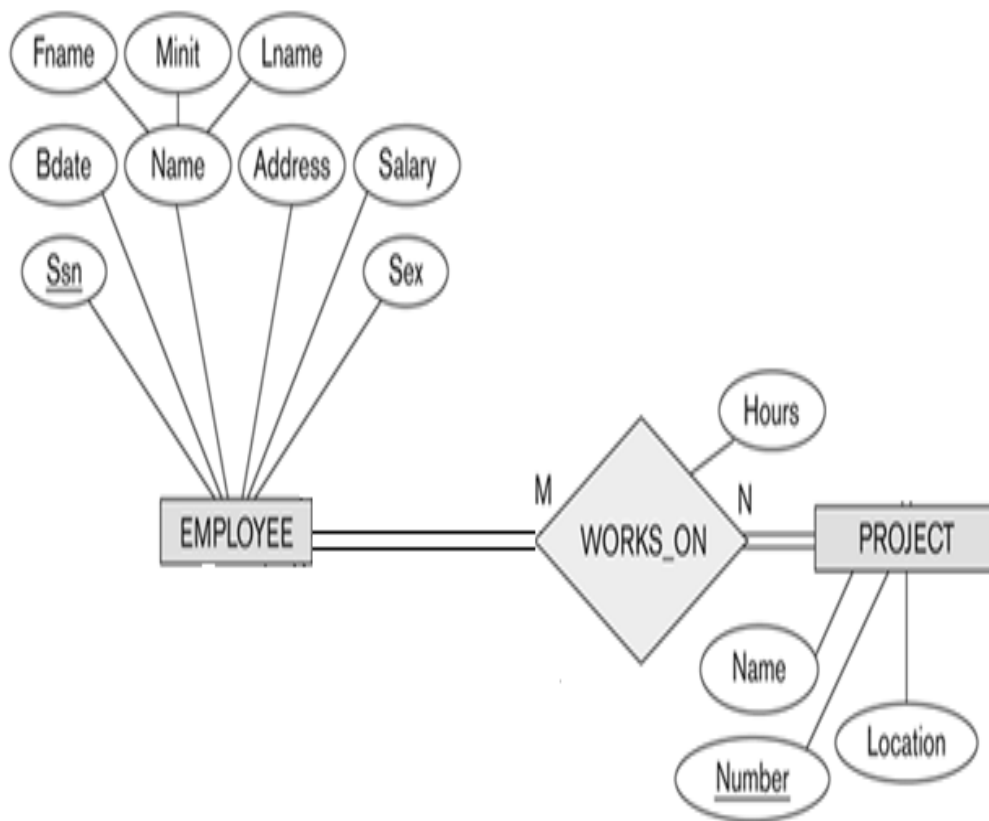 Fname Minit Lname
Bdate Name Address Salary
Ssn Sex
Hours
M N
EMPLOYEE WORKS_ON PROJECT
Name
Location
Number